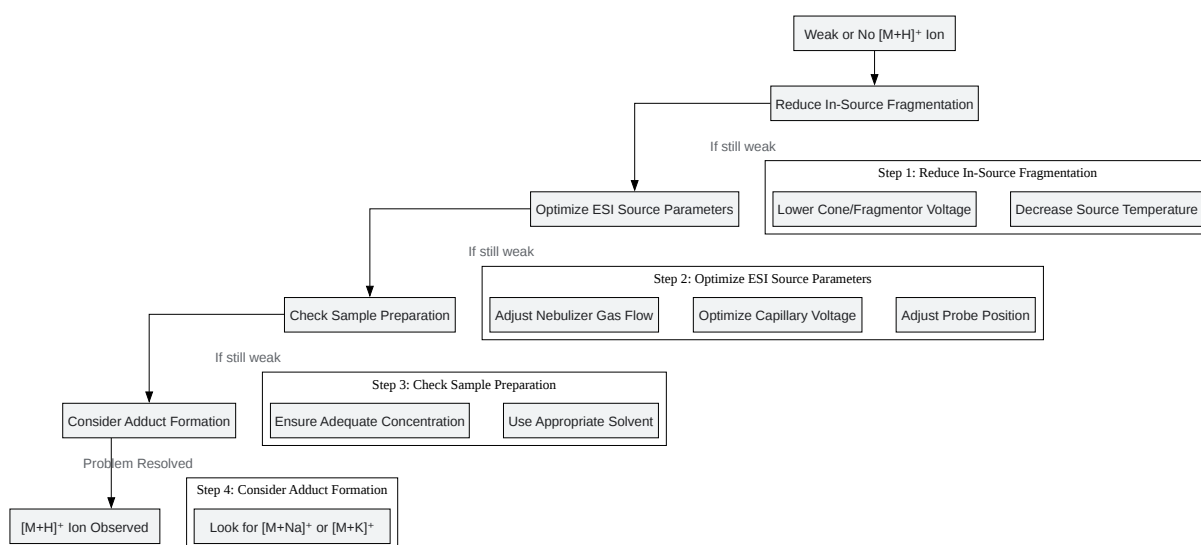 Weak or No [M+H]⁺ Ion
Reduce In-Source Fragmentation
If still weak
Step 1: Reduce In-Source Fragmentation
Lower Cone/Fragmentor Voltage
Decrease Source Temperature
Optimize ESI Source Parameters
If still weak
Step 2: Optimize ESI Source Parameters
Adjust Nebulizer Gas Flow
Optimize Capillary Voltage
Adjust Probe Position
Check Sample Preparation
If still weak
Step 3: Check Sample Preparation
Ensure Adequate Concentration
Use Appropriate Solvent
Consider Adduct Formation
Problem Resolved
Step 4: Consider Adduct Formation
Look for [M+Na]⁺ or [M+K]⁺
[M+H]⁺ Ion Observed